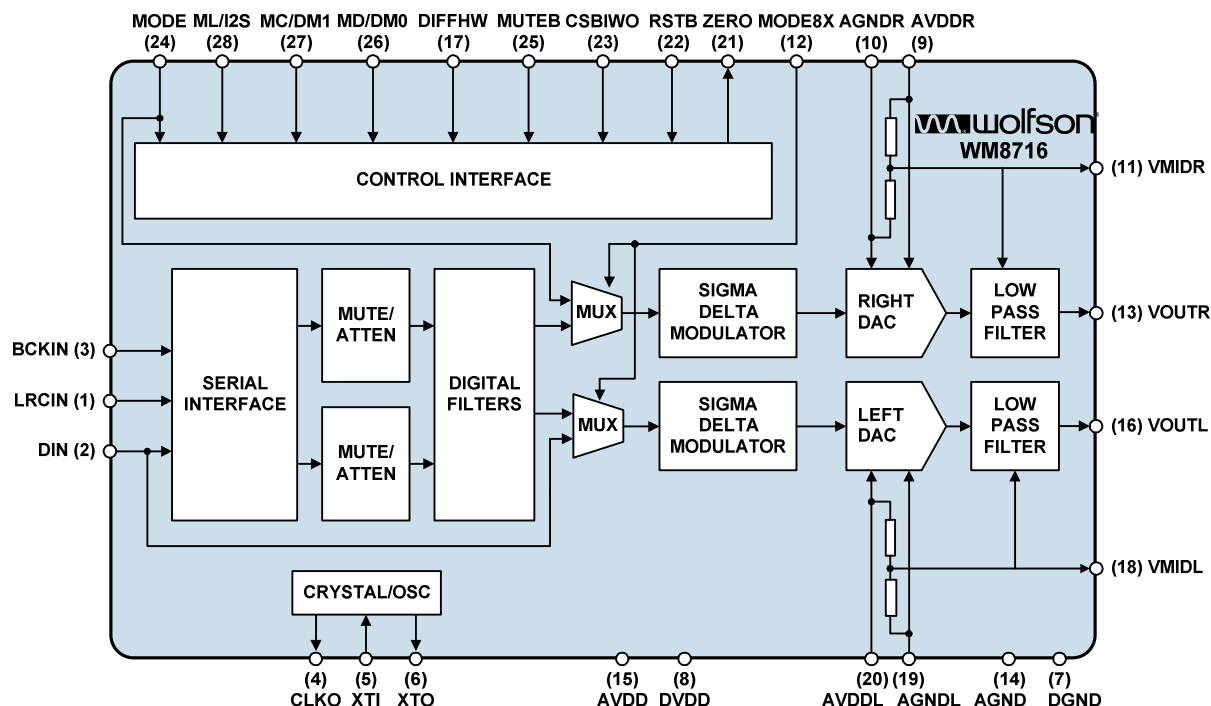 MODE ML/I2S MC/DM1 MD/DM0 DIFFHW MUTEB CSBIWO RSTB ZERO MODE8X AGNDR AVDDR
(24) (28) (27) (26) (17) (25) (23) (22) (21) (12) (10) (9)
wolfson
WM8716
CONTROL INTERFACE
(11) VMIDR
SERIAL
INTERFACE
MUTE/
ATTEN
MUTE/
ATTEN
DIGITAL
FILTERS
MUX
MUX
SIGMA
DELTA
MODULATOR
SIGMA
DELTA
MODULATOR
RIGHT
DAC
LEFT
DAC
LOW
PASS
FILTER
LOW
PASS
FILTER
(13) VOUTR
(16) VOUTL
BCKIN (3)
LRCIN (1)
DIN (2)
(18) VMIDL
CRYSTAL/OSC
(4) (5) (6) (15) (8) (20) (19) (14) (7)
CLKO XTI XTO AVDD DVDD AVDDL AGNDL AGND DGND